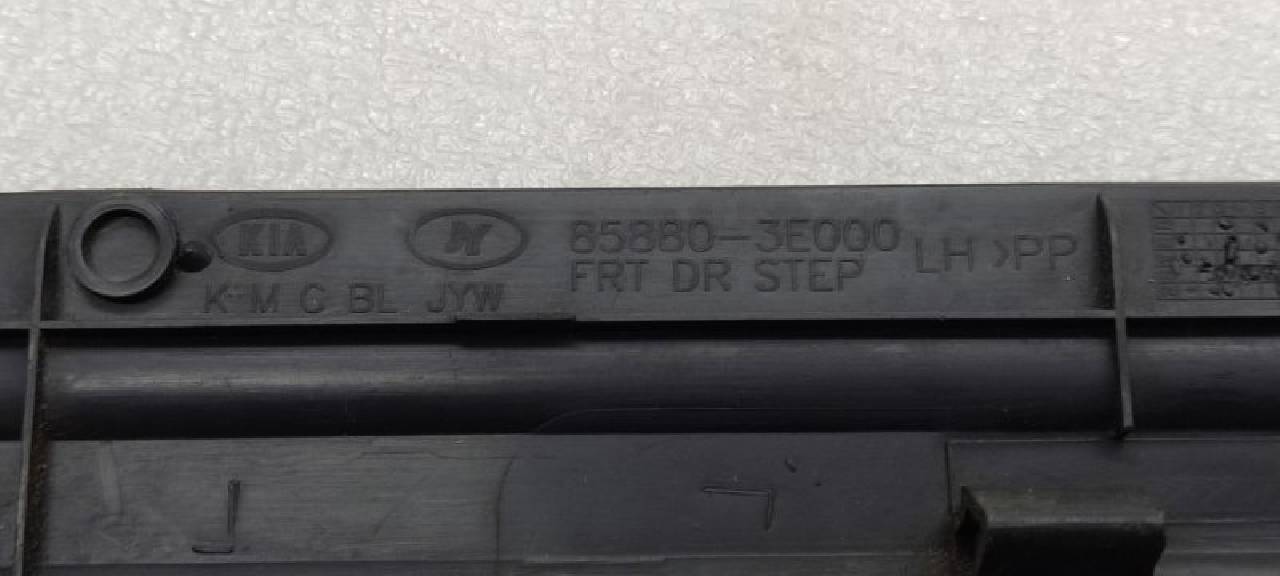 KIA
85880-3E000
FRT DR STEP
LH >PP
K M C BL JYW